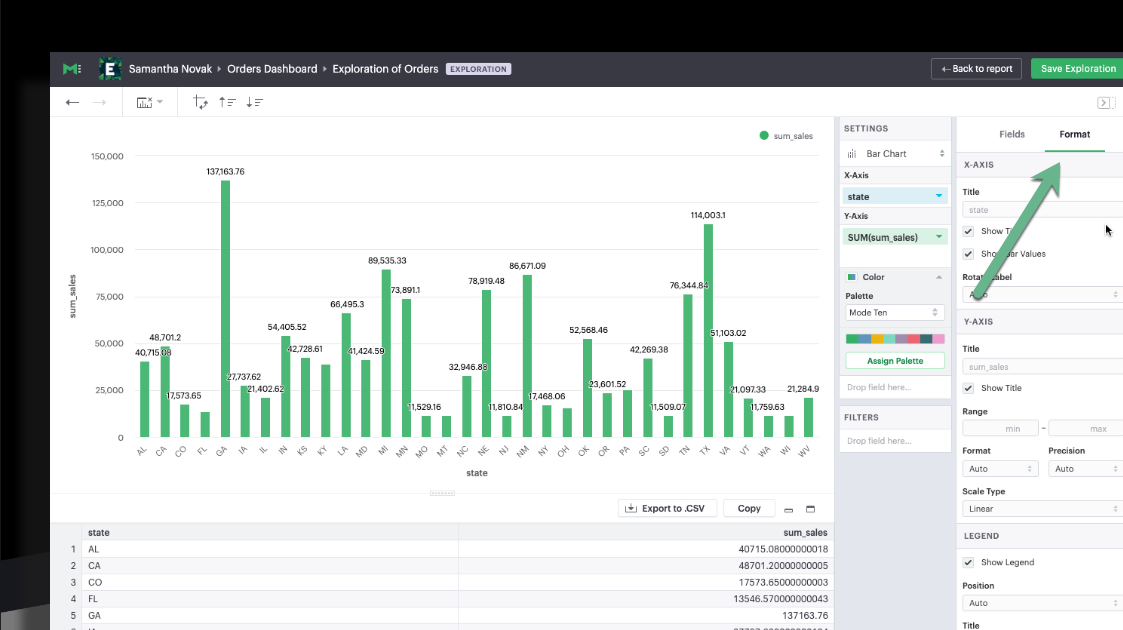 E Samantha Novak Orders Dashboard Exploration of Orders EXPLORATION ← Back to report Save Exploration
Fields Format
sum_sales
SETTINGS
Bar Chart
X-Axis
state
Y-Axis
SUM(sum_sales)
Color
Palette
Mode Ten
Assign Palette
Drop field here...
FILTERS
Drop field here...
X-AXIS
Title
state
Show
Show Bar Values
Label
Y-AXIS
Title
sum_sales
Show Title
Range
min – max
Format Precision
Auto Auto
Scale Type
Linear
LEGEND
Show Legend
Position
Auto
Title
sum_sales
150,000
125,000
100,000
75,000
50,000
25,000
0
40,715.08
48,701.2
17,573.65
137,163.76
27,737.62
21,402.62
54,405.52
42,728.61
66,495.3
41,424.59
89,535.33
73,891.1
11,529.16
32,946.88
78,919.48
11,810.84
86,671.09
17,468.06
52,568.46
23,601.52
42,269.38
11,509.07
76,344.84
114,003.1
51,103.02
21,097.33
11,759.63
21,284.9
AL CA CO FL GA IA IL IN KS KY LA MD MI MN MO MT NC NE NJ NM NY OH OK OR PA SC SD TN TX VA VT WA WI WV
state
Export to .CSV Copy
state sum_sales
1 AL 40715.08000000018
2 CA 48701.20000000005
3 CO 17573.65000000003
4 FL 13546.570000000043
5 GA 137163.76